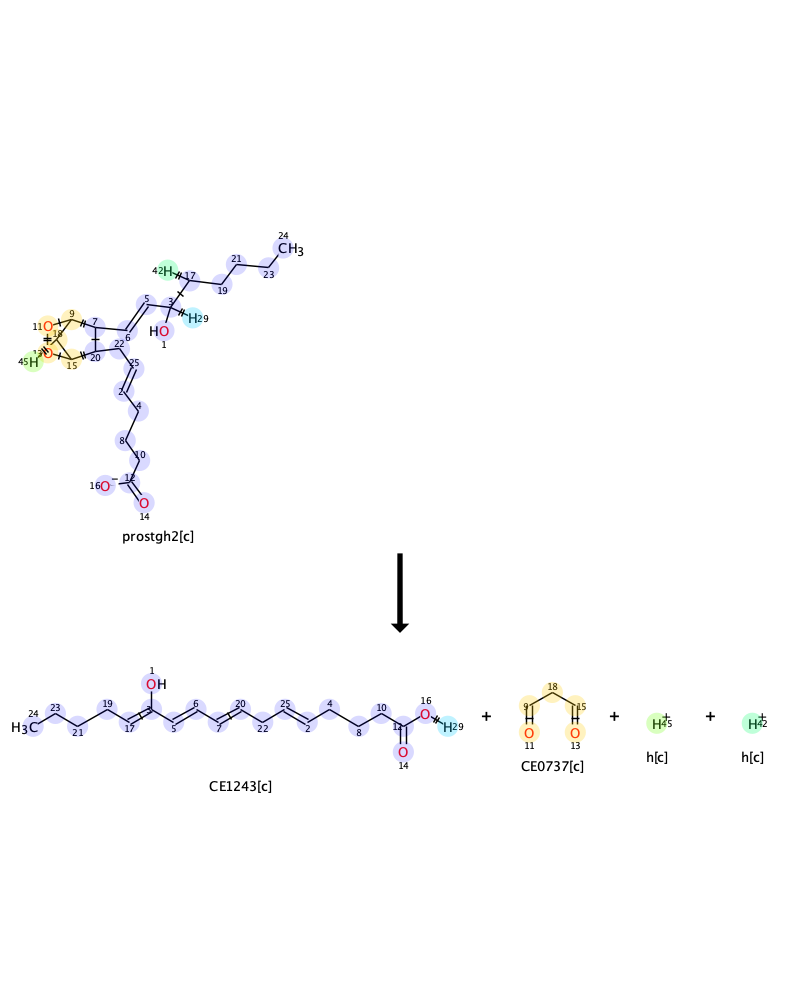 24
CH3
21
42H 17
23
19
5
3
9
H29
7
HO
11O
6
1
18
22
13O
45H
20
15
25
2
4
8
10
12
16O −
O
14
prostgh2[c]
1
OH
24 23 19 3 6 20 25 4 10 16
H3C
O
H29
21 17 5 7 22 2 8 12
O
14
CE1243[c]
+
18
9 15
O O
11 13
CE0737[c]
+
H45 +
h[c]
+
H42 +
h[c]